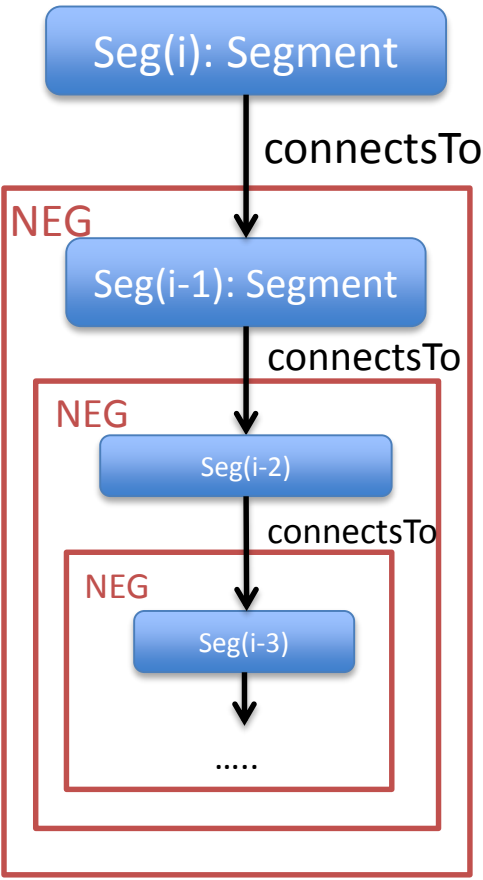 Seg(i): Segment
connectsTo
NEG
Seg(i-1): Segment
connectsTo
NEG
Seg(i-2)
connectsTo
NEG
Seg(i-3)
.....